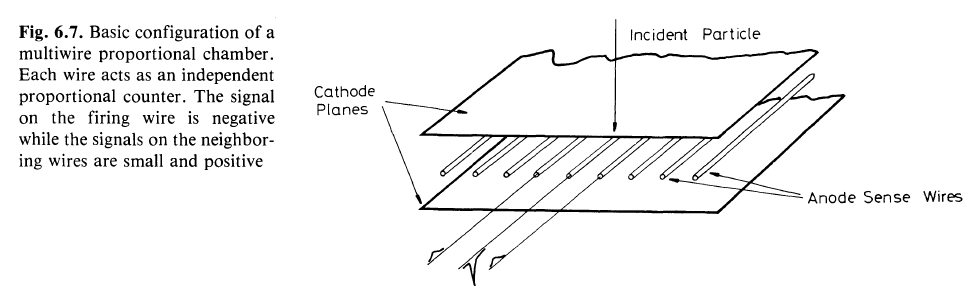 Fig. 6.7. Basic configuration of a
multiwire proportional chamber.
Each wire acts as an independent
proportional counter. The signal
on the firing wire is negative
while the signals on the neighbor-
ing wires are small and positive
Incident Particle
Cathode
Planes
Anode Sense Wires